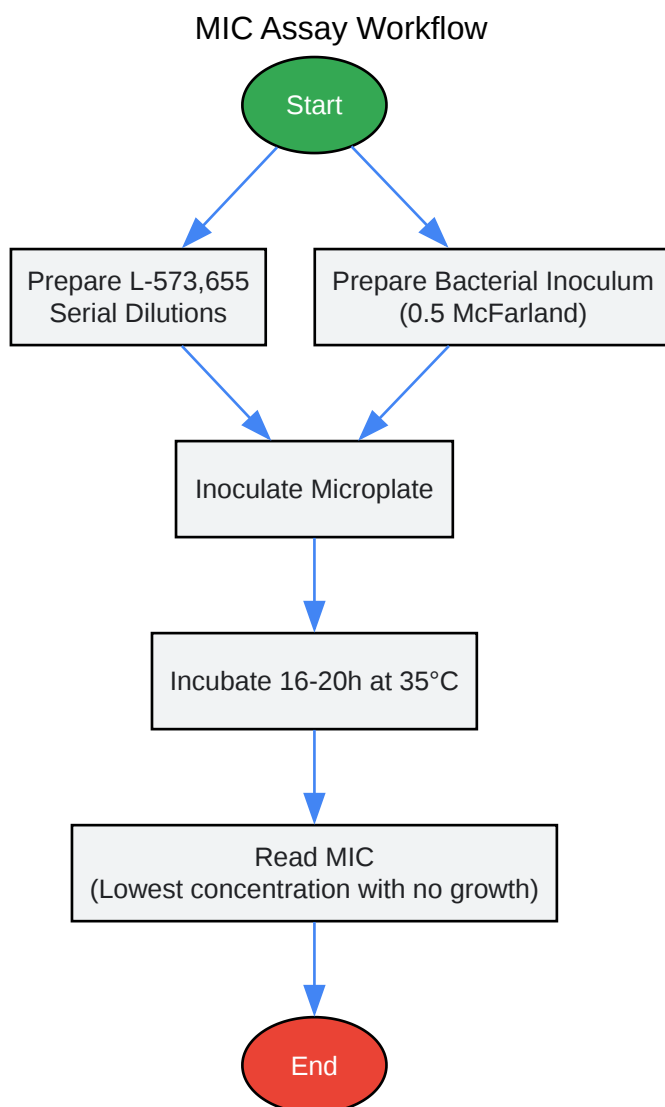 MIC Assay Workflow
Start
Prepare L-573,655
Serial Dilutions
Prepare Bacterial Inoculum
(0.5 McFarland)
Inoculate Microplate
Incubate 16-20h at 35°C
Read MIC
(Lowest concentration with no growth)
End